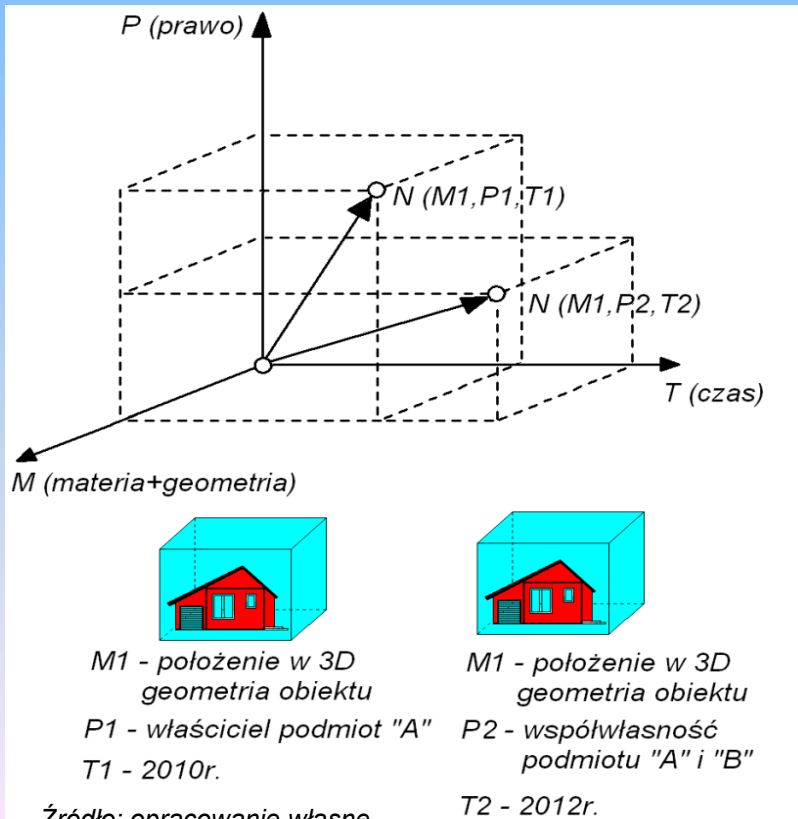 P (prawo)
N (M1,P1,T1)
N (M1,P2,T2)
T (czas)
M (materia+geometria)
M1 - położenie w 3D
geometria obiektu
P1 - właściciel podmiot "A"
T1 - 2010r.
M1 - położenie w 3D
geometria obiektu
P2 - współwłasność
podmiotu "A" i "B"
T2 - 2012r.
Źródło: opracowanie własne